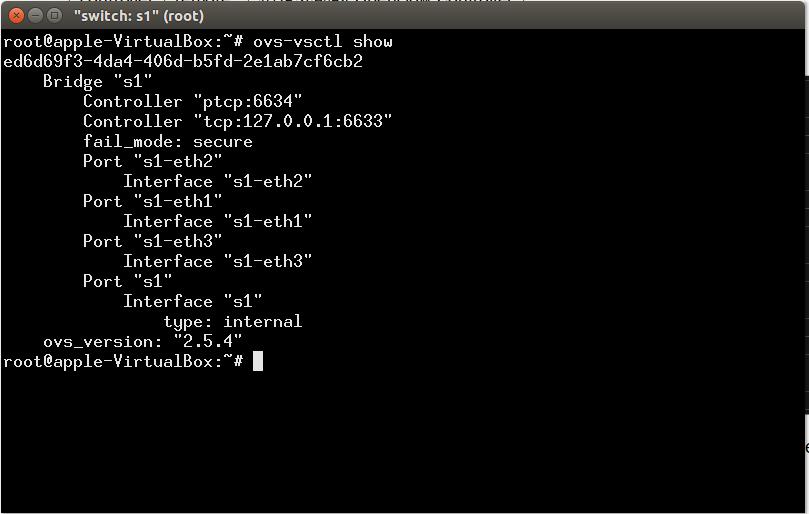 "switch: s1" (root)
root@apple-VirtualBox:~# ovs-vsctl show
ed6d69f3-4da4-406d-b5fd-2e1ab7cf6cb2
    Bridge "s1"
        Controller "ptcp:6634"
        Controller "tcp:127.0.0.1:6633"
        fail_mode: secure
        Port "s1-eth2"
            Interface "s1-eth2"
        Port "s1-eth1"
            Interface "s1-eth1"
        Port "s1-eth3"
            Interface "s1-eth3"
        Port "s1"
            Interface "s1"
                type: internal
    ovs_version: "2.5.4"
root@apple-VirtualBox:~#